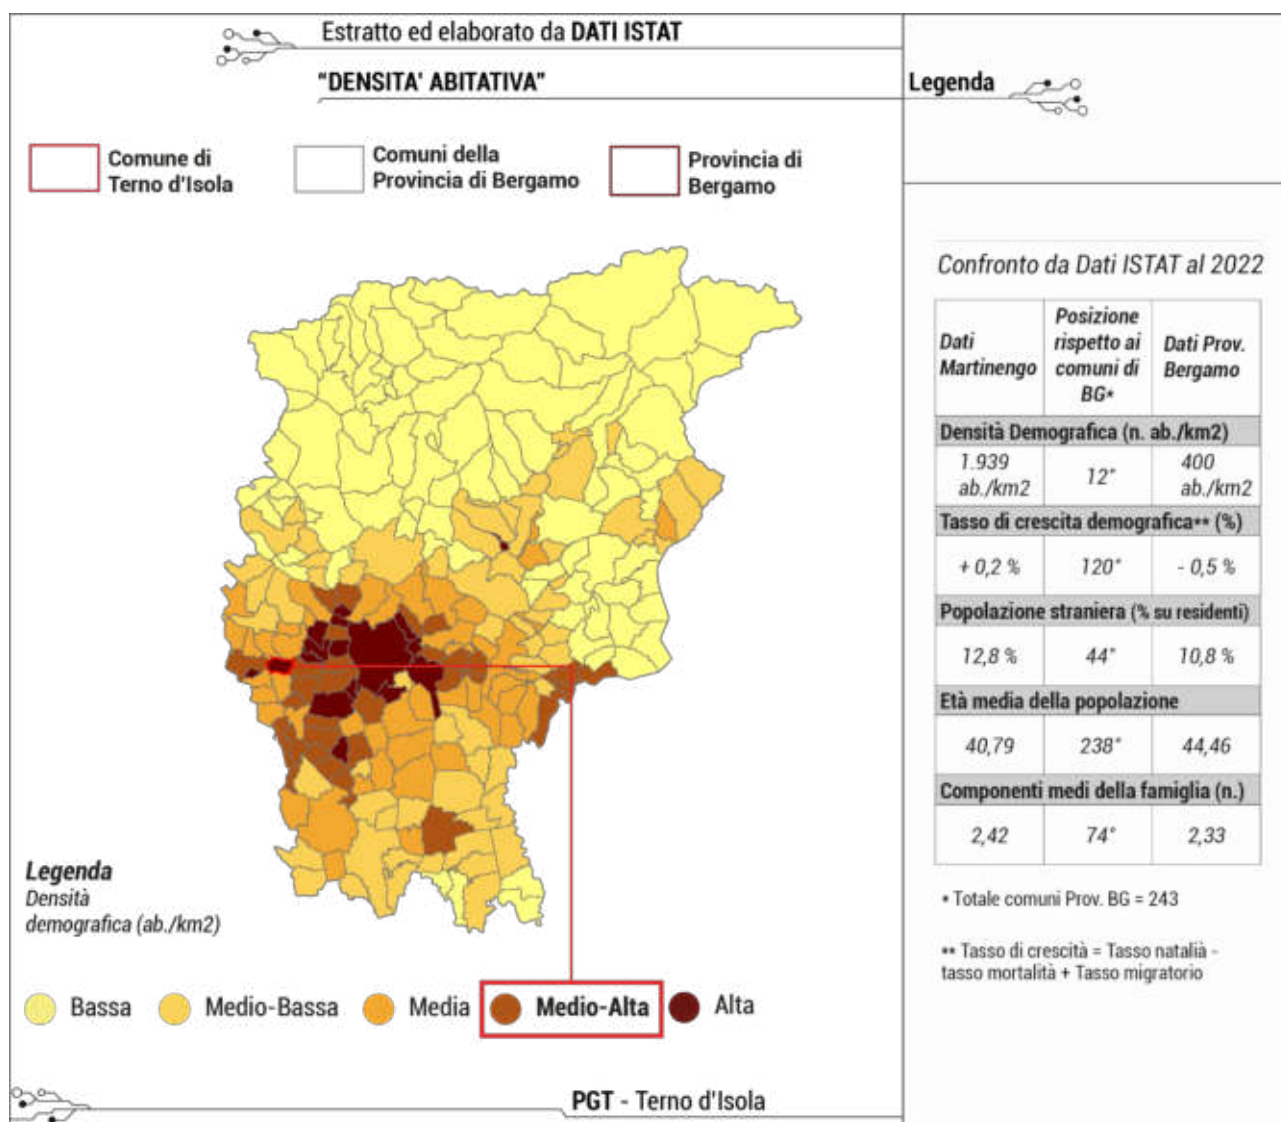 Estratto ed elaborato da DATI ISTAT
“DENSITA' ABITATIVA”
Legenda
Comune di
Terno d'Isola
Comuni della
Provincia di Bergamo
Provincia di
Bergamo
Confronto da Dati ISTAT al 2022
Dati
Martinengo
Posizione
rispetto ai
comuni di
BG*
Dati Prov.
Bergamo
Densità Demografica (n. ab./km2)
1.939
ab./km2
12°
400
ab./km2
Tasso di crescita demografica** (%)
+ 0,2 %
120°
- 0,5 %
Popolazione straniera (% su residenti)
12,8 %
44°
10,8 %
Età media della popolazione
40,79
238°
44,46
Componenti medi della famiglia (n.)
2,42
74°
2,33
* Totale comuni Prov. BG = 243
** Tasso di crescità = Tasso natalià -
tasso mortalità + Tasso migratorio
Legenda
Densità
demografica (ab./km2)
Bassa
Medio-Bassa
Media
Medio-Alta
Alta
PGT - Terno d'Isola